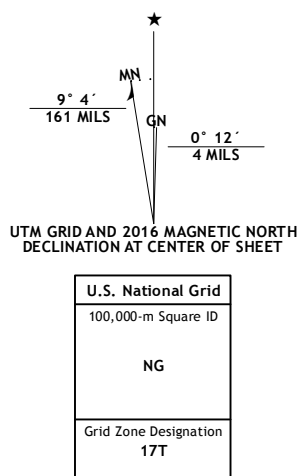 ★
MN
9° 4´
161 MILS
GN
0° 12´
4 MILS
UTM GRID AND 2016 MAGNETIC NORTH
DECLINATION AT CENTER OF SHEET
U.S. National Grid
100,000-m Square ID
NG
Grid Zone Designation
17T